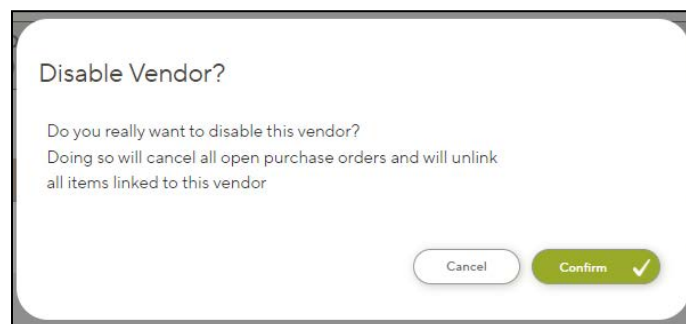 Disable Vendor?
Do you really want to disable this vendor?
Doing so will cancel all open purchase orders and will unlink
all items linked to this vendor
Cancel
Confirm